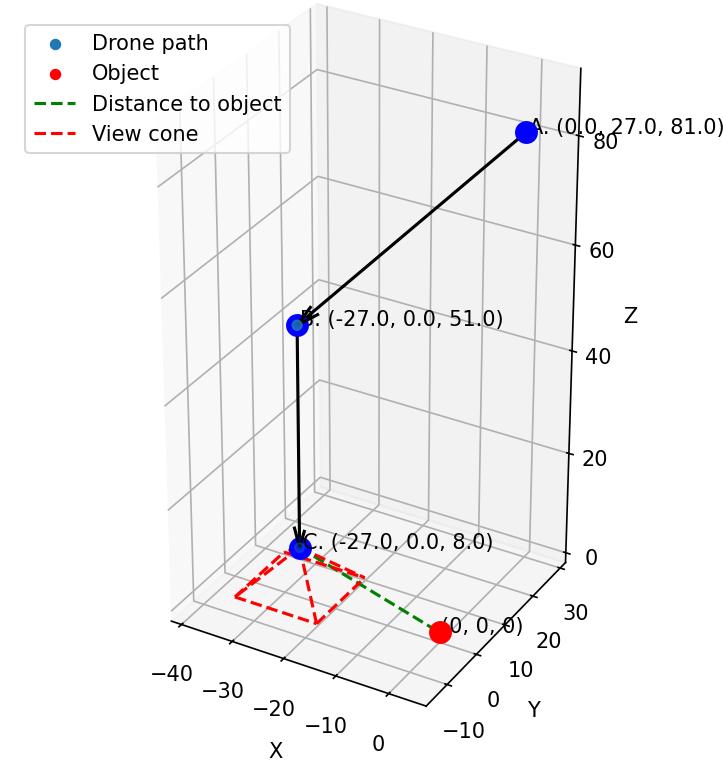 Drone path
Object
Distance to object
View cone
A. (0.0, 27.0, 81.0)
80
60
B. (-27.0, 0.0, 51.0)
Z
40
20
C. (-27.0, 0.0, 8.0)
0
(0, 0, 0)
30
20
10
0
−10
Y
−40
−30
−20
−10
0
X